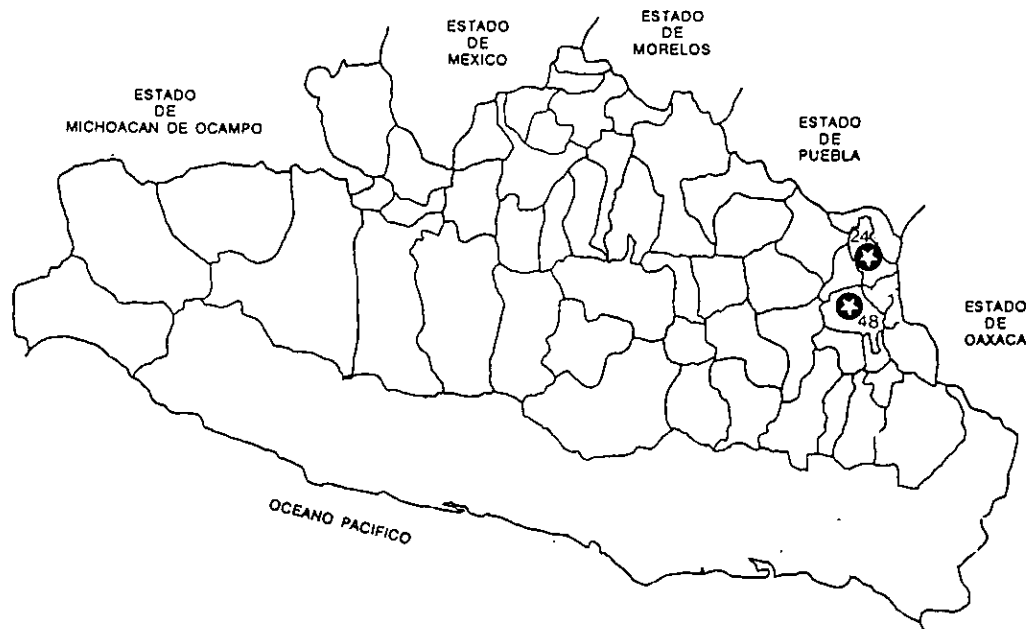 ESTADO
DE
MICHOACAN DE OCAMPO
ESTADO
DE
MEXICO
ESTADO
DE
MORELOS
ESTADO
DE
PUEBLA
24
48
ESTADO
DE
OAXACA
OCEANO PACIFICO